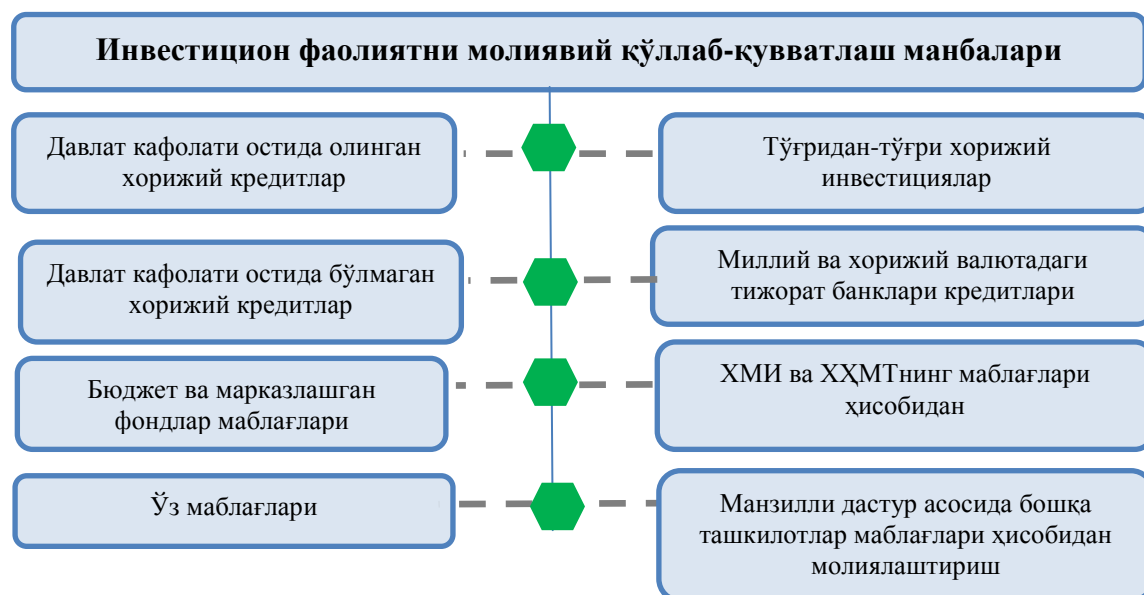 Инвестицион фаолиятни молиявий қўллаб-қувватлаш манбалари
Давлат кафолати остида олинган
хорижий кредитлар
Тўғридан-тўғри хорижий
инвестициялар
Давлат кафолати остида бўлмаган
хорижий кредитлар
Миллий ва хорижий валютадаги
тижорат банклари кредитлари
Бюджет ва марказлашган
фондлар маблағлари
ХМИ ва ХҲМТнинг маблағлари
ҳисобидан
Ўз маблағлари
Манзилли дастур асосида бошқа
ташкилотлар маблағлари ҳисобидан
молиялаштириш